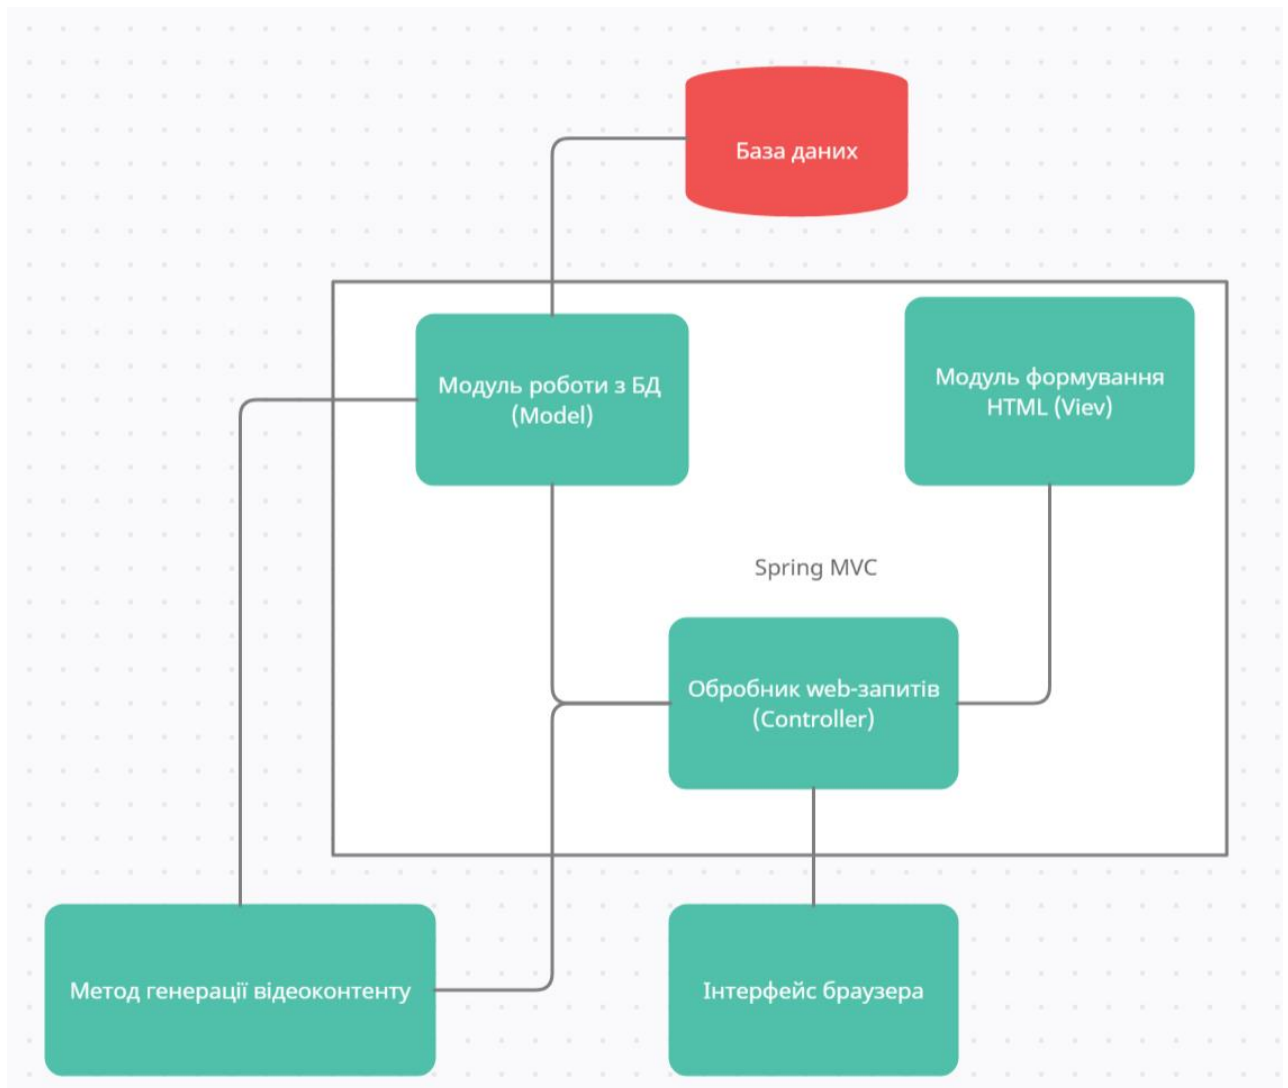 База даних
Модуль роботи з БД
(Model)
Модуль формування
HTML (Viev)
Spring MVC
Обробник web-запитів
(Controller)
Метод генерації відеоконтенту
Інтерфейс браузера